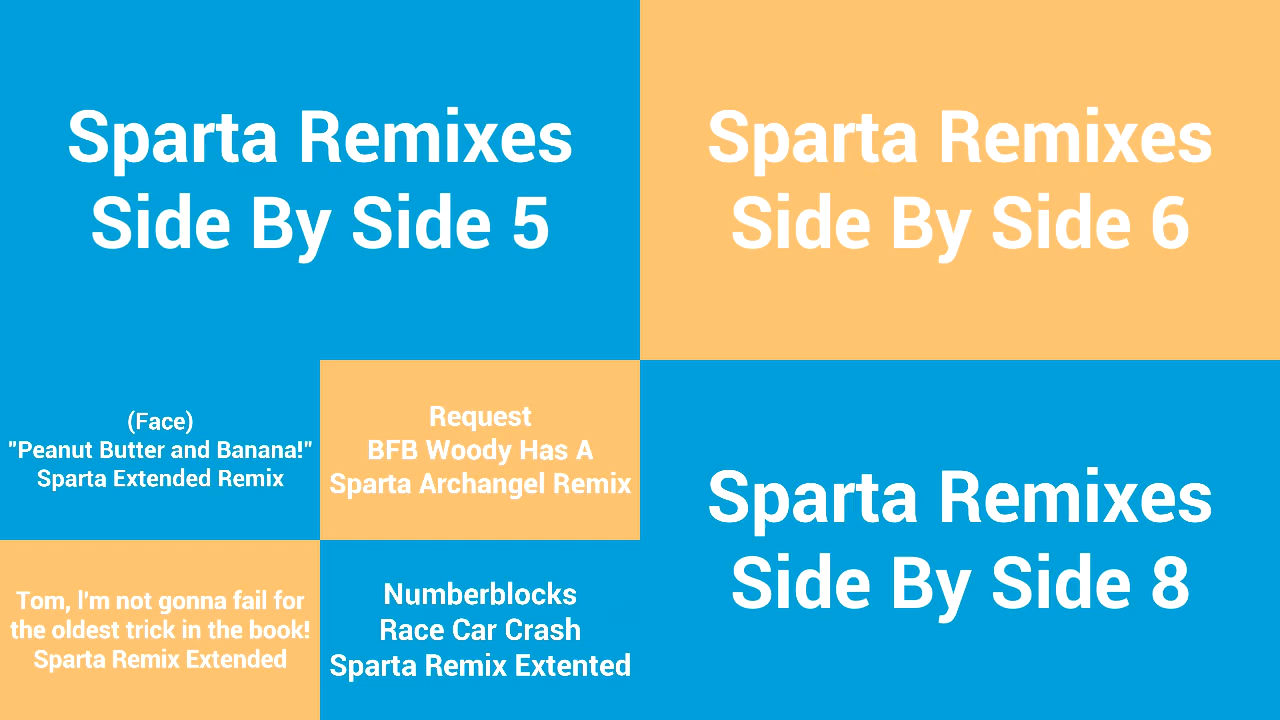 Sparta Remixes
Side By Side 5
Sparta Remixes
Side By Side 6
(Face)
"Peanut Butter and Banana!"
Sparta Extended Remix
Request
BFB Woody Has A
Sparta Archangel Remix
Tom, I'm not gonna fail for
the oldest trick in the book!
Sparta Remix Extended
Numberblocks
Race Car Crash
Sparta Remix Extented
Sparta Remixes
Side By Side 8